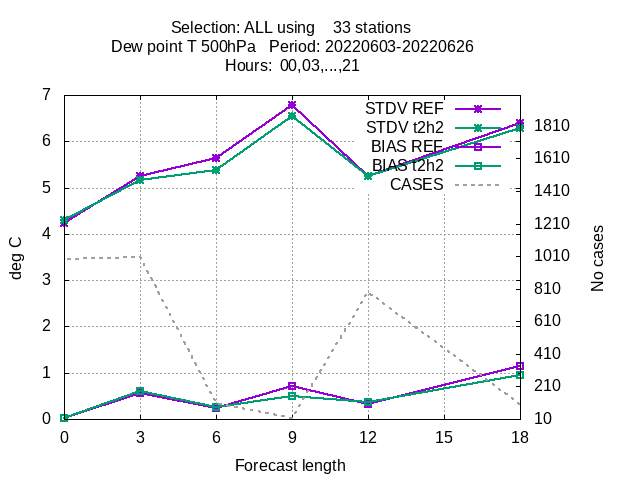 Selection: ALL using 33 stations
Dew point T 500hPa Period: 20220603-20220626
Hours: 00,03,...,21
STDV REF
STDV t2h2
BIAS REF
BIAS t2h2
CASES
7
6
5
4
3
2
1
0
deg C
1810
1610
1410
1210
1010
810
610
410
210
10
No cases
0 3 6 9 12 15 18
Forecast length